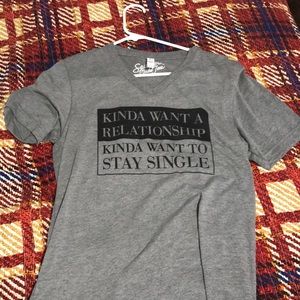 KINDA WANT A
RELATIONSHIP
KINDA WANT TO
STAY SINGLE